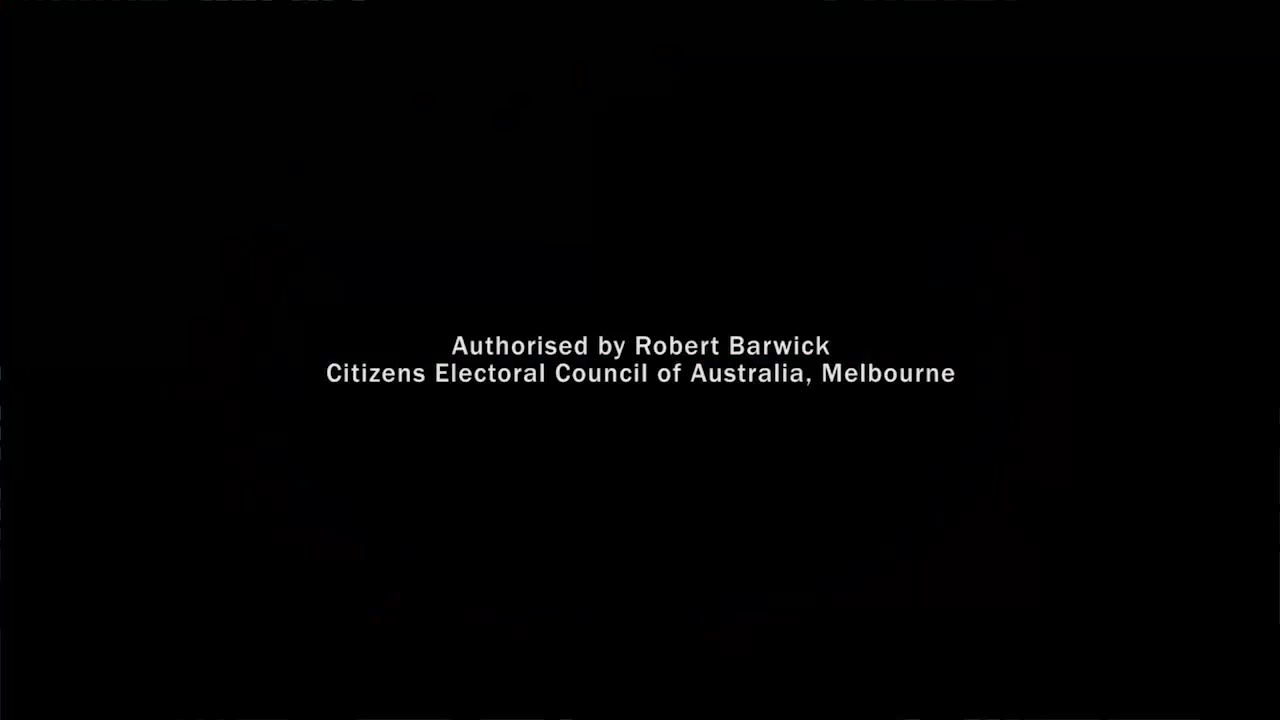 Authorised by Robert Barwick
Citizens Electoral Council of Australia, Melbourne